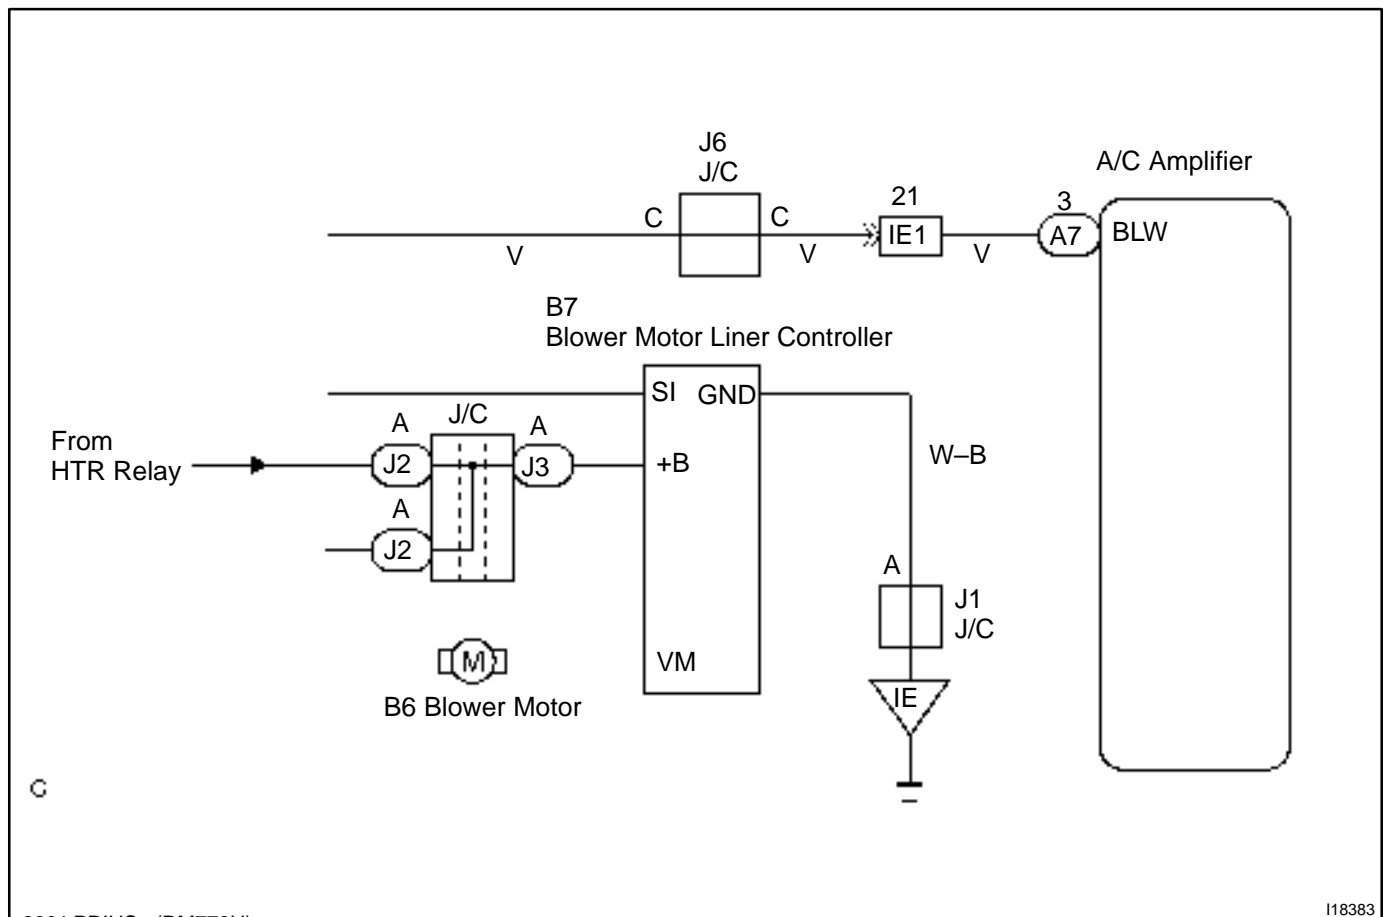 J6
J/C
A/C Amplifier
C
C
21
3
IE1
A7
BLW
V
V
V
B7
Blower Motor Liner Controller
SI
GND
From
HTR Relay
A
J/C
A
J2
J3
+B
W–B
A
J2
A
J1
J/C
M
VM
IE
B6 Blower Motor
I18383